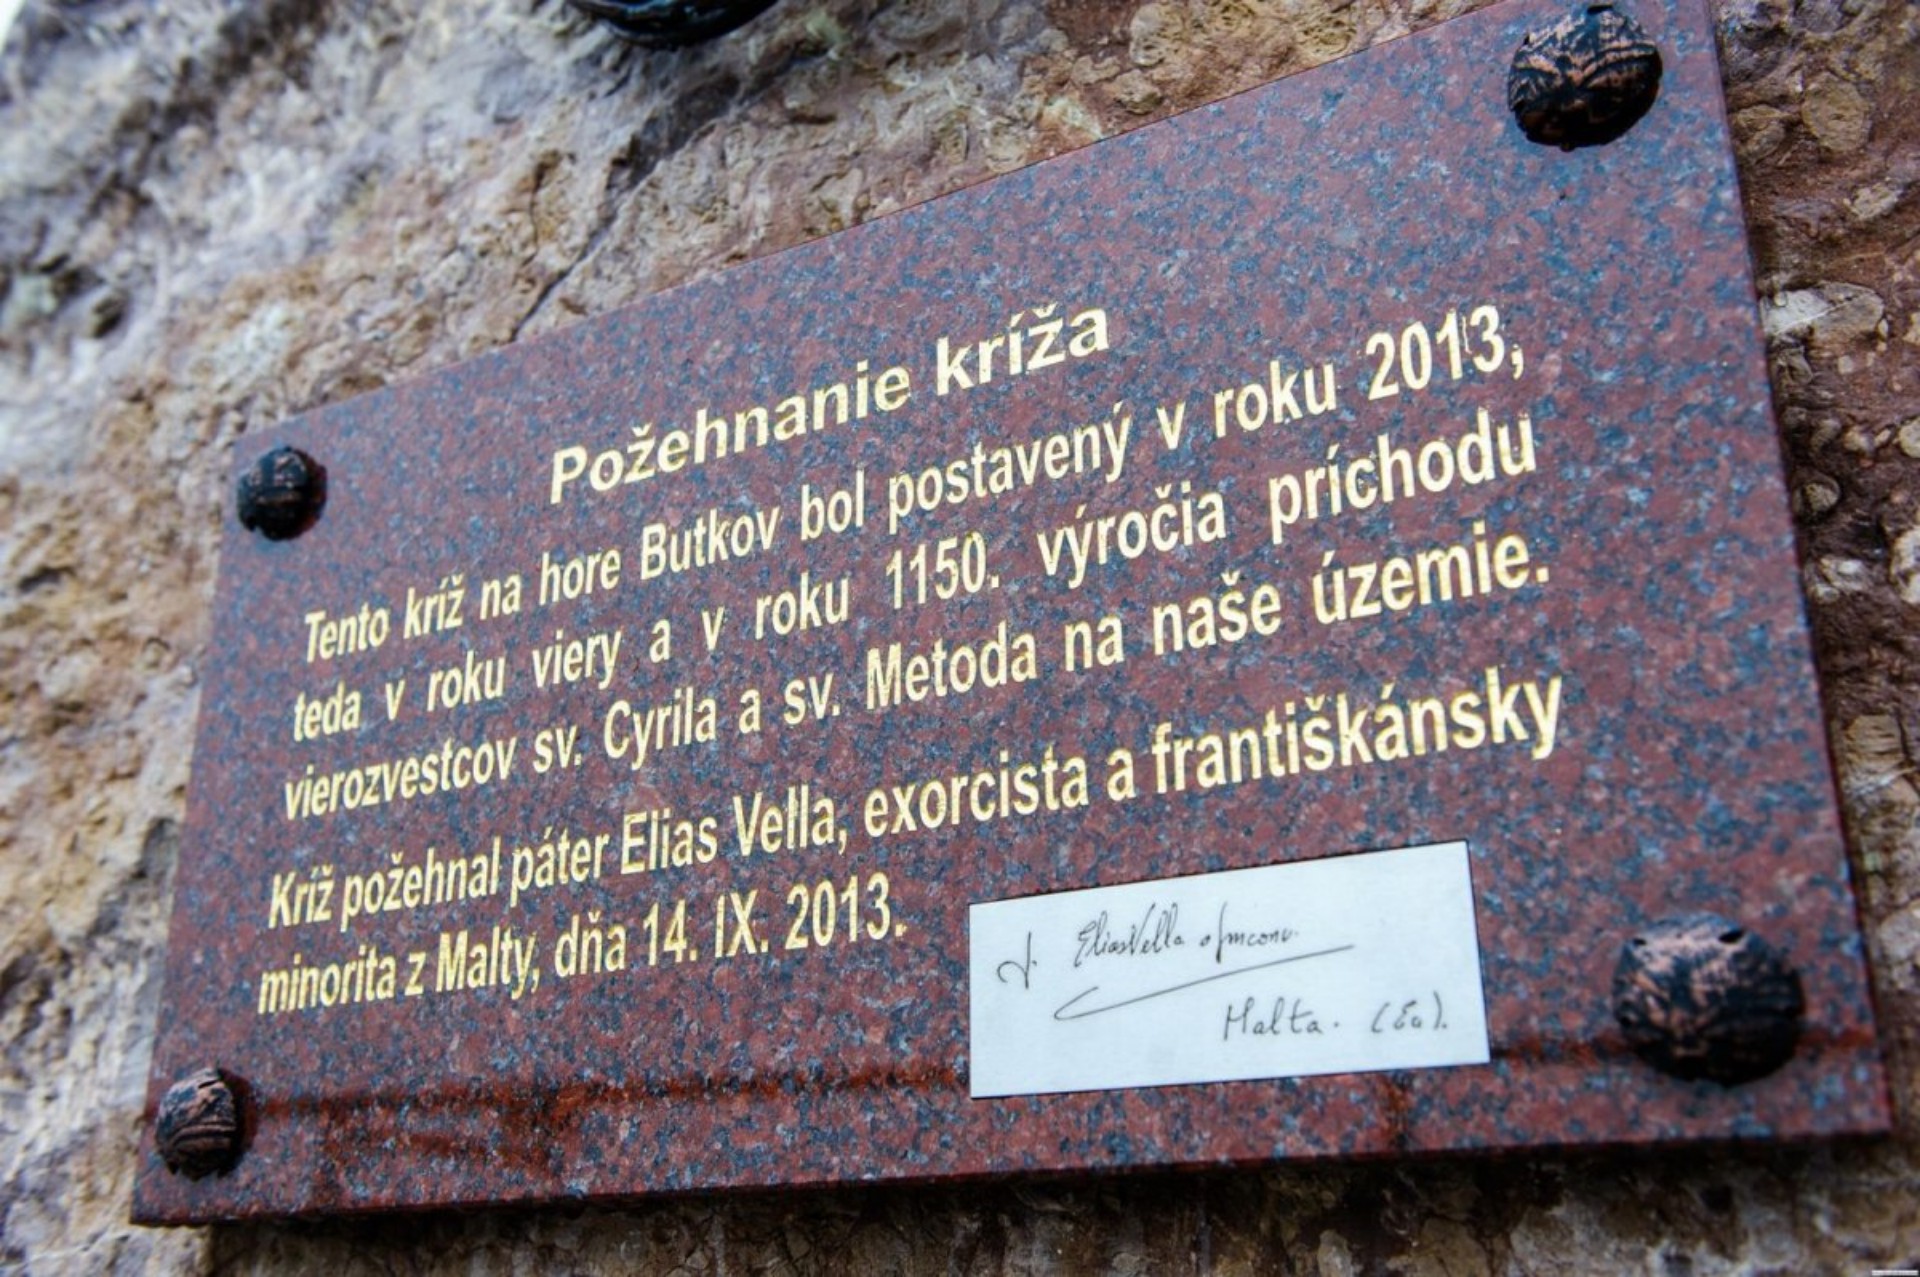 Požehnanie kríža
Tento kríž na hore Butkov bol postavený v roku 2013,
teda v roku viery a v roku 1150. výročia príchodu
vierozvestcov sv. Cyrila a sv. Metoda na naše územie.
Kríž požehnal páter Elias Vella, exorcista a františkánsky
minorita z Malty, dňa 14. IX. 2013.
Elias Vella ofmconv.
Malta.